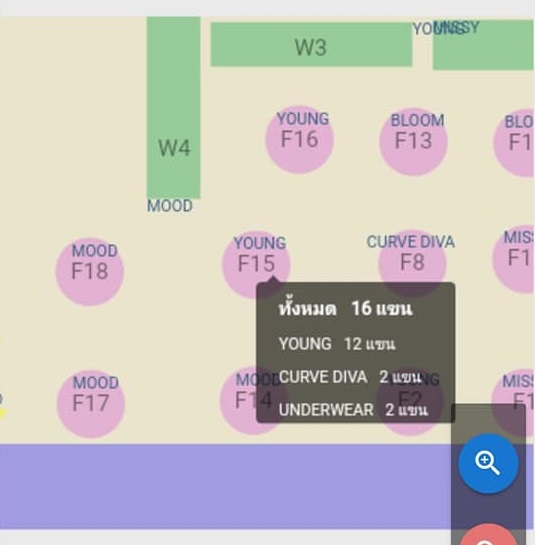 YOUNG
MISSY
W3
W4
MOOD
YOUNG
F16
BLOOM
F13
BLO
F1
MOOD
F18
YOUNG
F15
CURVE DIVA
F8
MIS
F1
ทั้งหมด 16 แขน
YOUNG 12 แขน
CURVE DIVA 2 แขน
UNDERWEAR 2 แขน
MOOD
F17
MOOD
F14
F2
MIS
F1